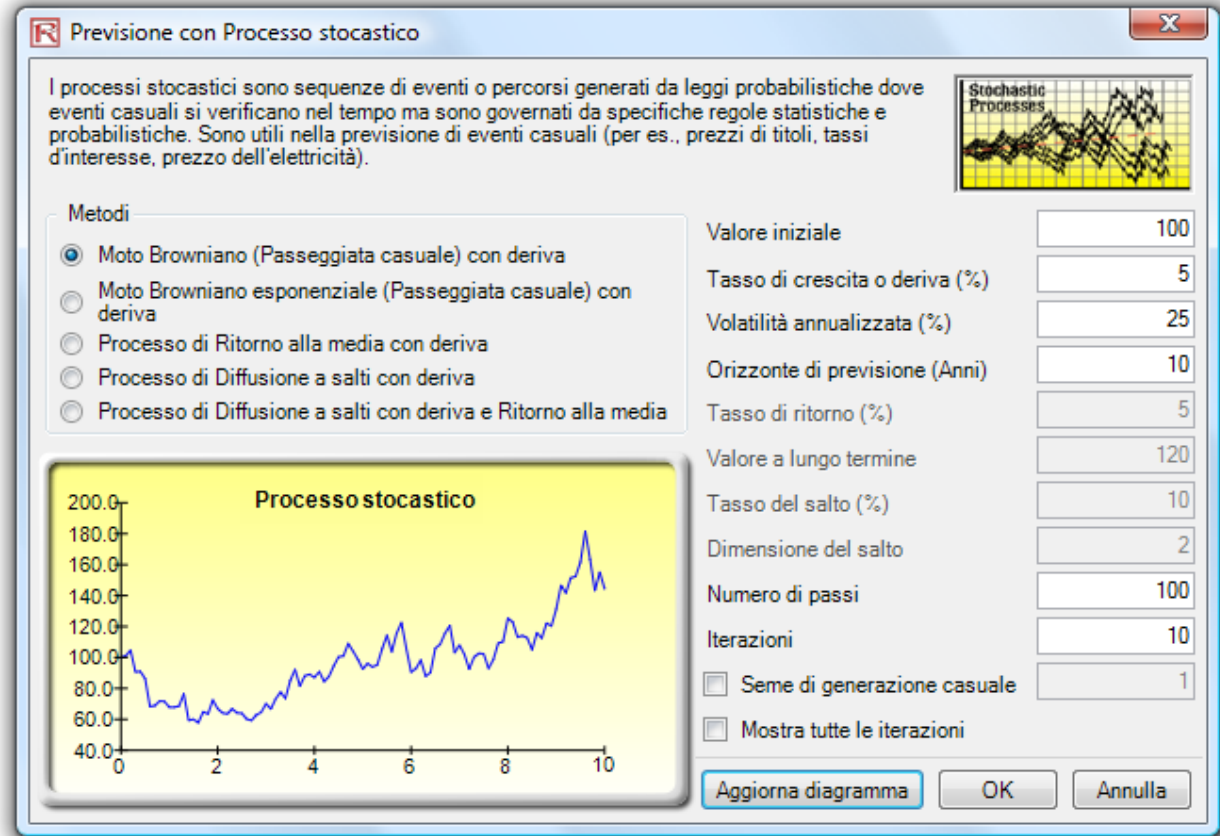 Previsione con Processo stocastico
I processi stocastici sono sequenze di eventi o percorsi generati da leggi probabilistiche dove
eventi casuali si verificano nel tempo ma sono governati da specifiche regole statistiche e
probabilistiche. Sono utili nella previsione di eventi casuali (per es., prezzi di titoli, tassi
d'interesse, prezzo dell'elettricità).
Stochastic
Processes
Metodi
Moto Browniano (Passeggiata casuale) con deriva
Moto Browniano esponenziale (Passeggiata casuale) con
deriva
Processo di Ritorno alla media con deriva
Processo di Diffusione a salti con deriva
Processo di Diffusione a salti con deriva e Ritorno alla media
Valore iniziale 100
Tasso di crescita o deriva (%) 5
Volatilità annualizzata (%) 25
Orizzonte di previsione (Anni) 10
Tasso di ritorno (%) 5
Valore a lungo termine 120
Tasso del salto (%) 10
Dimensione del salto 2
Numero di passi 100
Iterazioni 10
Seme di generazione casuale 1
Mostra tutte le iterazioni
Processo stocastico
200.0
180.0
160.0
140.0
120.0
100.0
80.0
60.0
40.0
0 2 4 6 8 10
Aggiorna diagramma OK Annulla